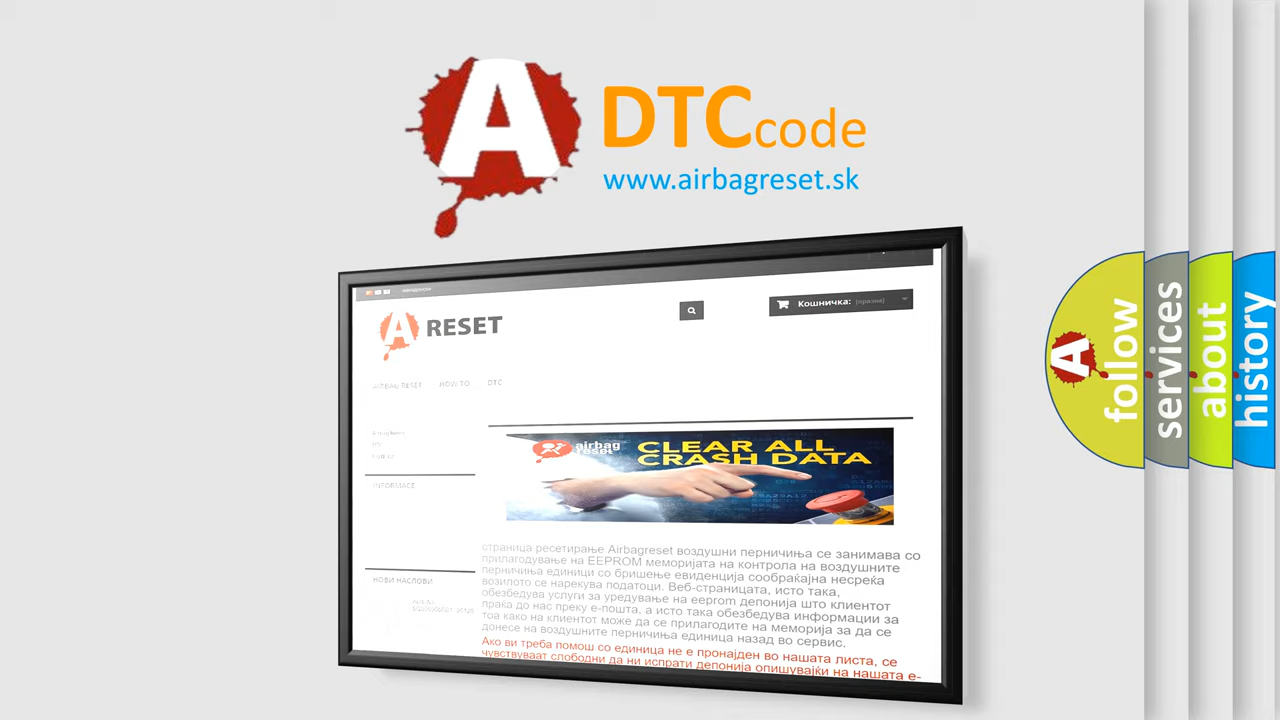 A DTCcode
www.airbagreset.sk
A RESET
Кошничка: (празна)
AIRBAG RESET HOW TO DTC
INFORMACE
НОВИ НАСЛОВИ
airbag
reset
CLEAR ALL
CRASH DATA
страница ресетирање Airbagreset воздушни перничиња се занимава со
прилагодување на EEPROM меморијата на контрола на воздушните
перничиња единици со бришење евиденција сообраќајна несреќа
возилото се нарекува податоци. Веб-страницата, исто така,
обезбедува услуги за уредување на eeprom депонија што клиентот
праќа до нас преку е-пошта, а исто така обезбедува информации за
тоа како на клиентот може да се прилагодите на меморија за да се
донесе на воздушните перничиња единица назад во сервис.
Ако ви треба помош со единица не е пронајден во нашата листа, се
чувствуваат слободни да ни испрати депонија опишувајќи на нашата е-
A follow
services
about
history